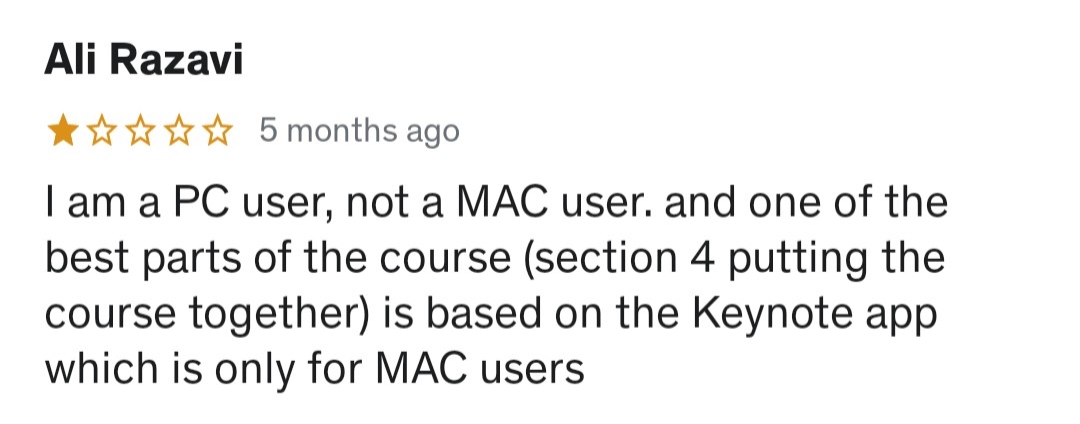 Ali Razavi
5 months ago
I am a PC user, not a MAC user. and one of the
best parts of the course (section 4 putting the
course together) is based on the Keynote app
which is only for MAC users